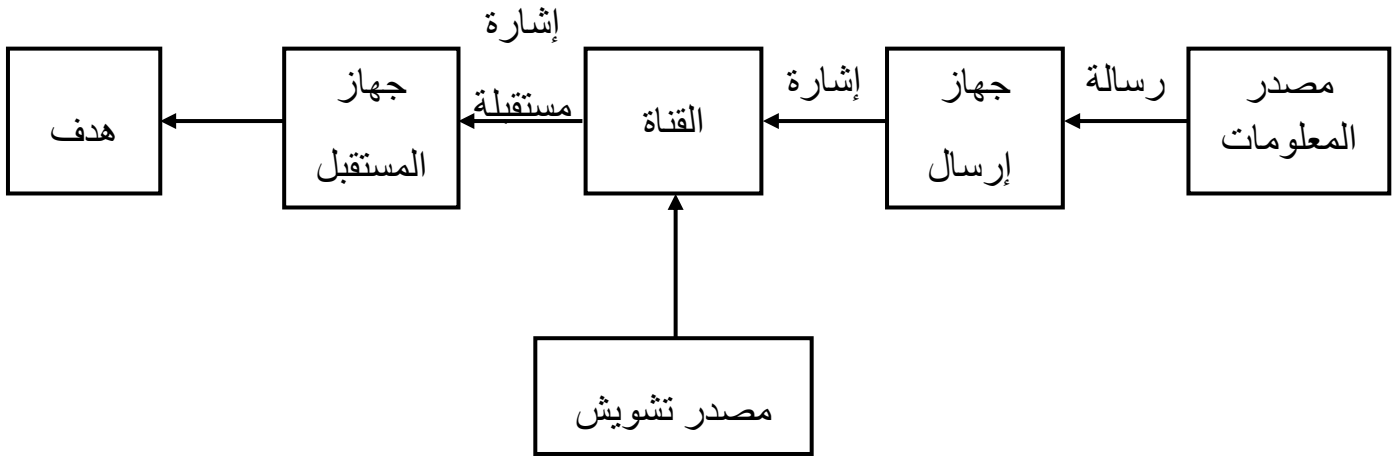 مصدر
المعلومات
رسالة
جهاز
إرسال
إشارة
القناة
إشارة
مستقبلة
جهاز
المستقبل
هدف
مصدر تشويش